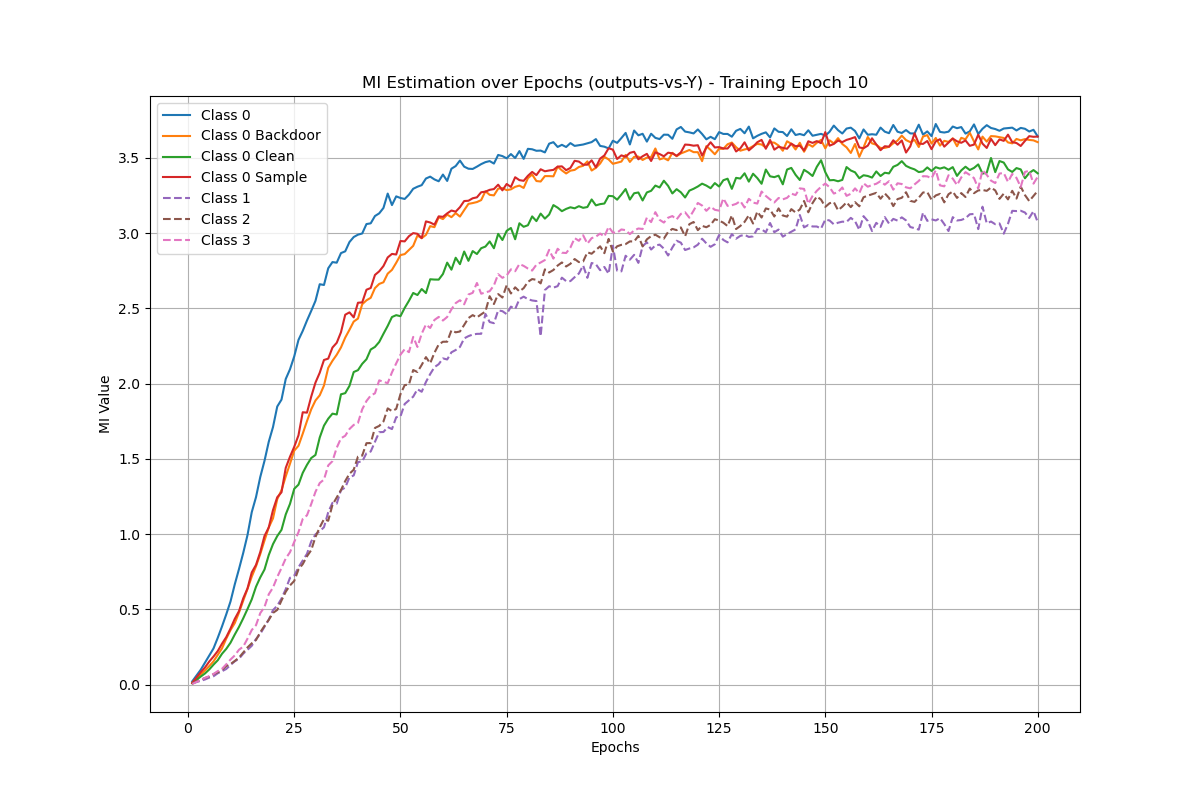 MI Estimation over Epochs (outputs-vs-Y) - Training Epoch 10
Class 0
Class 0 Backdoor
Class 0 Clean
Class 0 Sample
Class 1
Class 2
Class 3
MI Value
3.5
3.0
2.5
2.0
1.5
1.0
0.5
0.0
0 25 50 75 100 125 150 175 200
Epochs